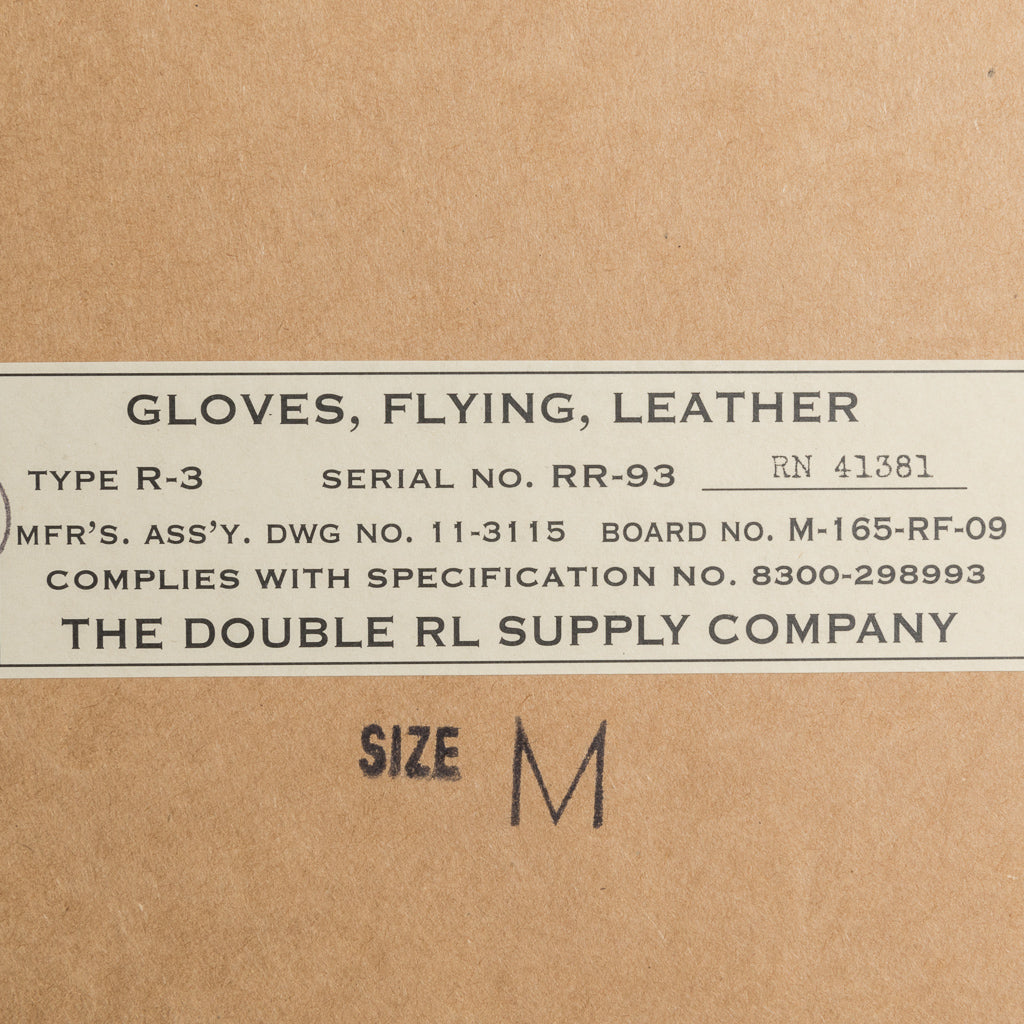 GLOVES, FLYING, LEATHER
TYPE R-3 SERIAL NO. RR-93 RN 41381
MFR'S. ASS'Y. DWG NO. 11-3115 BOARD NO. M-165-RF-09
COMPLIES WITH SPECIFICATION NO. 8300-298993
THE DOUBLE RL SUPPLY COMPANY
SIZE M